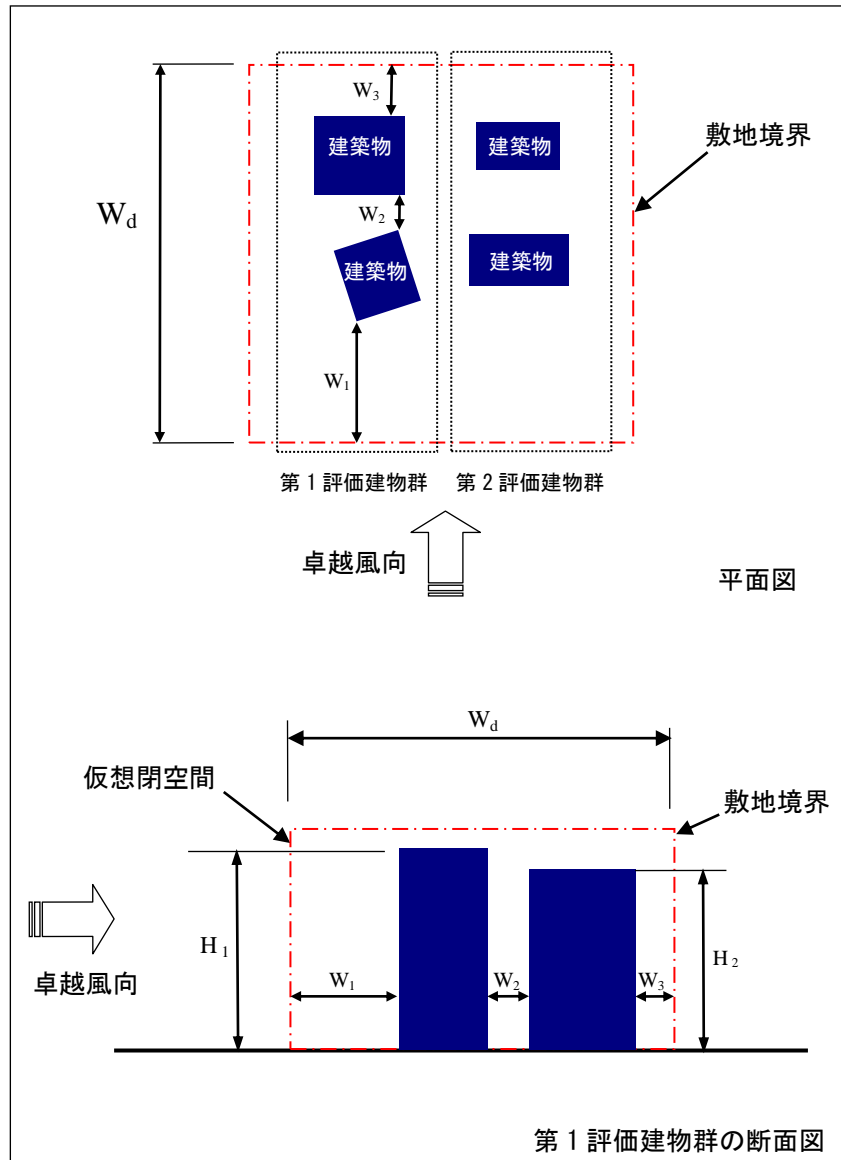 W3
建築物
建築物
敷地境界
Wd
W2
建築物
建築物
W1
第1評価建物群
第2評価建物群
卓越風向
平面図
Wd
仮想閉空間
敷地境界
H1
H2
卓越風向
W1
W2
W3
第1評価建物群の断面図